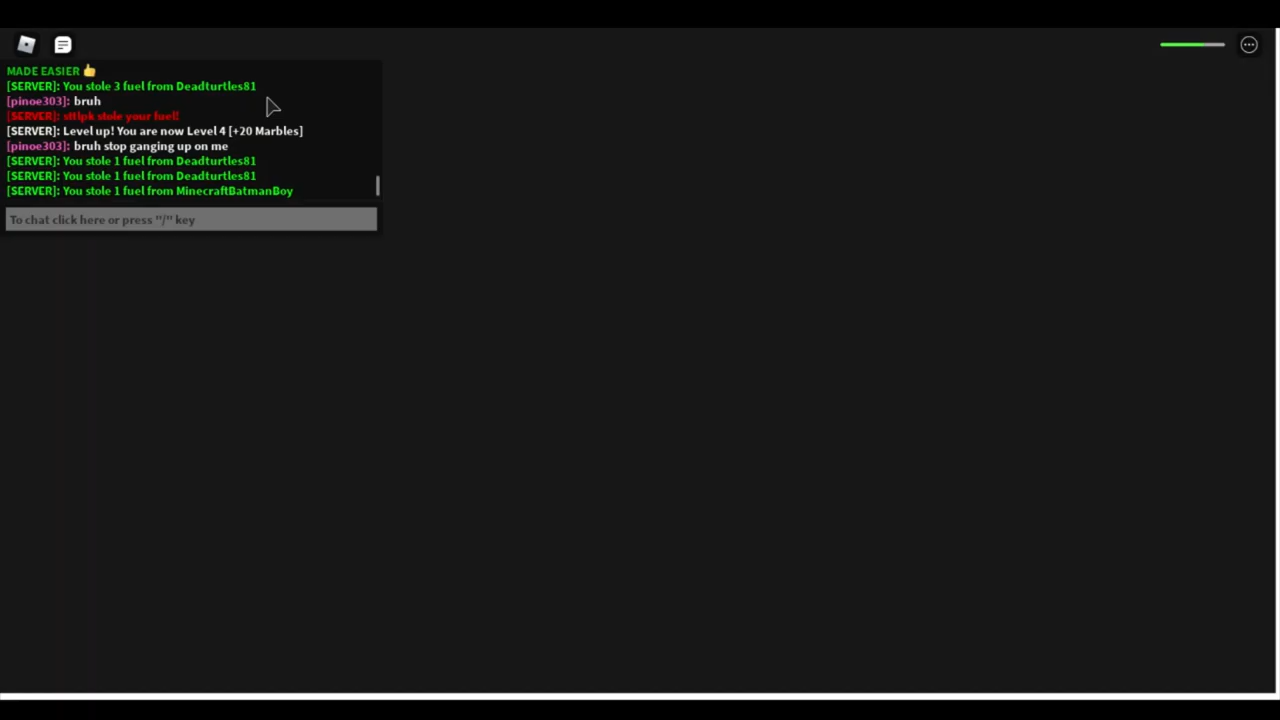 MADE EASIER 👍
[SERVER]: You stole 3 fuel from Deadturtles81
[pinoe303]: bruh
[SERVER]: sttlpk stole your fuel!
[SERVER]: Level up! You are now Level 4 [+20 Marbles]
[pinoe303]: bruh stop ganging up on me
[SERVER]: You stole 1 fuel from Deadturtles81
[SERVER]: You stole 1 fuel from Deadturtles81
[SERVER]: You stole 1 fuel from MinecraftBatmanBoy
To chat click here or press "/" key